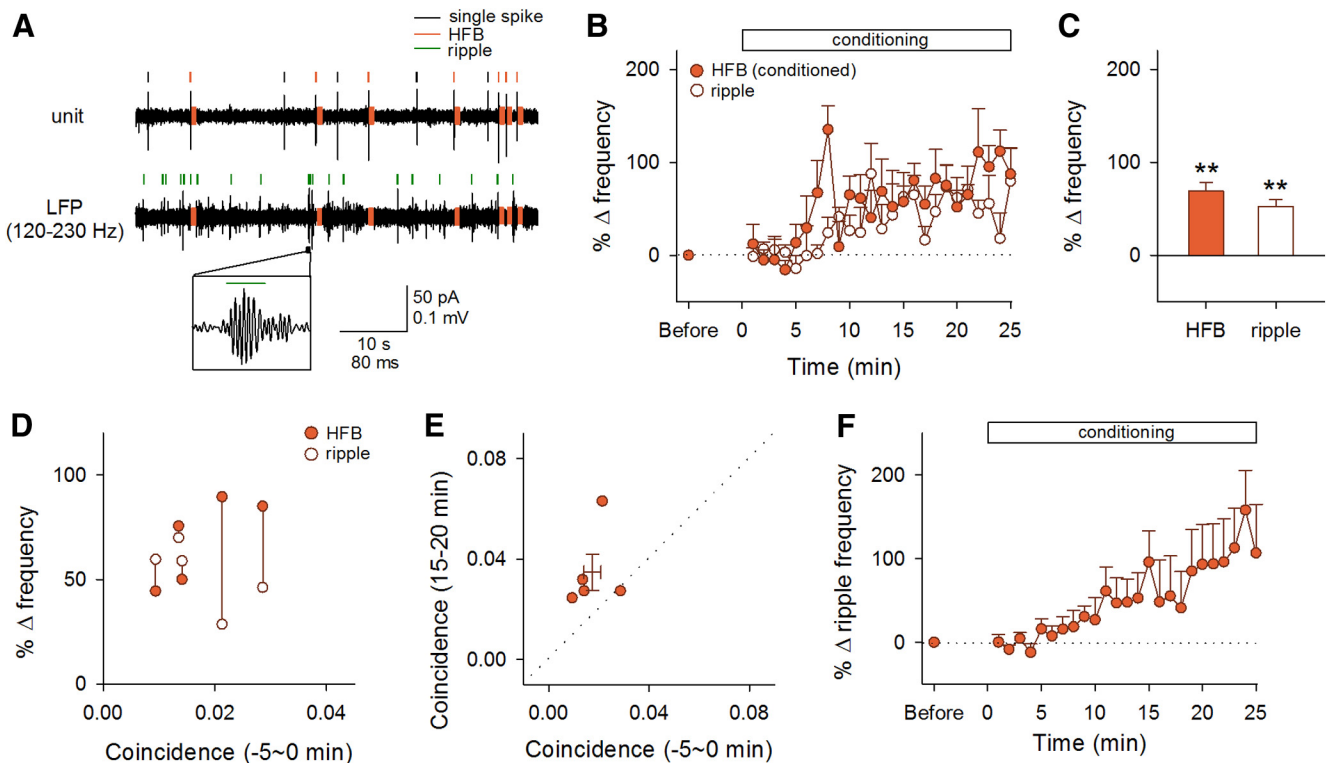 A
single spike
HFB
ripple
unit
LFP
(120-230 Hz)
50 pA
0.1 mV
10 s
80 ms
B
conditioning
HFB (conditioned)
ripple
% Δ frequency
200
100
0
Before 0 5 10 15 20 25
Time (min)
C
% Δ frequency
200
100
0
**
**
HFB ripple
D
HFB
ripple
% Δ frequency
100
50
0
0.00 0.02 0.04
Coincidence (-5~0 min)
E
Coincidence (15-20 min)
0.08
0.04
0.00
0.00 0.04 0.08
Coincidence (-5~0 min)
F
conditioning
% Δ ripple frequency
200
100
0
Before 0 5 10 15 20 25
Time (min)